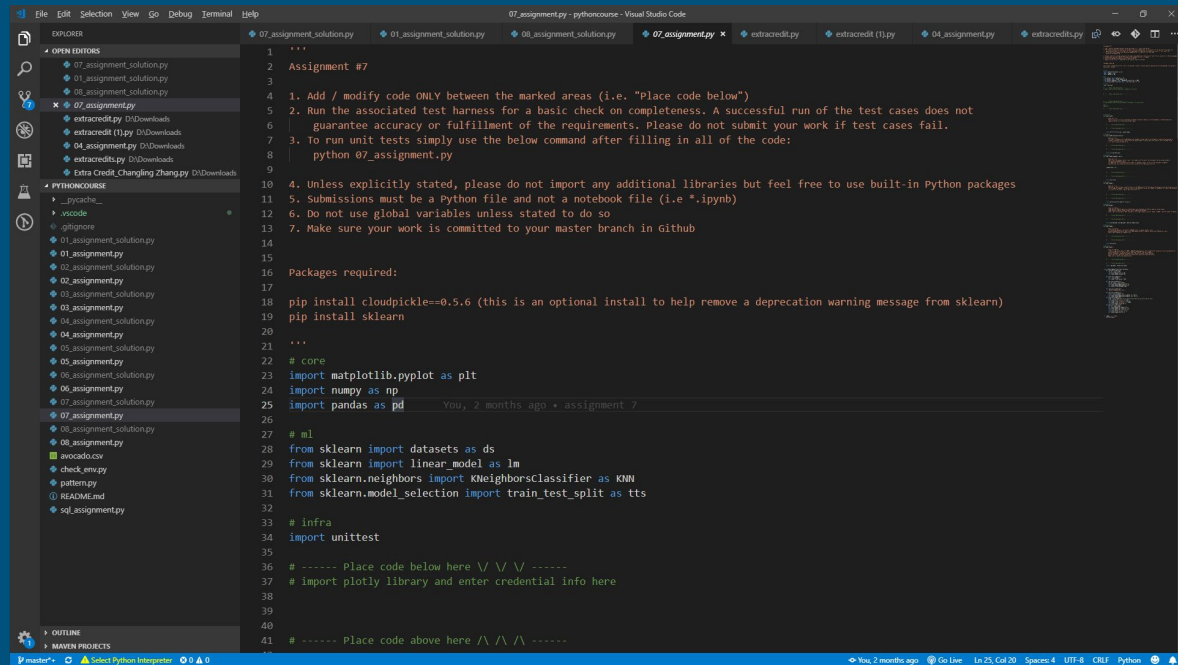 File Edit Selection View Go Debug Terminal Help
07_assignment.py - pythoncourse - Visual Studio Code
EXPLORER
OPEN EDITORS
07_assignment_solution.py
01_assignment_solution.py
08_assignment_solution.py
07_assignment.py
extracredit.py D:\Downloads
extracredit (1).py D:\Downloads
04_assignment.py D:\Downloads
extracredits.py D:\Downloads
Extra Credit_Changling Zhang.py D:\Downloads
PYTHONCOURSE
__pycache__
.vscode
.gitignore
01_assignment_solution.py
01_assignment.py
02_assignment_solution.py
02_assignment.py
03_assignment_solution.py
03_assignment.py
04_assignment_solution.py
04_assignment.py
05_assignment_solution.py
05_assignment.py
06_assignment_solution.py
06_assignment.py
07_assignment_solution.py
07_assignment.py
08_assignment_solution.py
08_assignment.py
avocado.csv
check_env.py
pattern.py
README.md
sql_assignment.py
OUTLINE
MAVEN PROJECTS
07_assignment_solution.py 01_assignment_solution.py 08_assignment_solution.py 07_assignment.py extracredit.py extracredit (1).py 04_assignment.py extracredits.py
1 '''
2 Assignment #7
3
4 1. Add / modify code ONLY between the marked areas (i.e. "Place code below")
5 2. Run the associated test harness for a basic check on completeness. A successful run of the test cases does not
6 guarantee accuracy or fulfillment of the requirements. Please do not submit your work if test cases fail.
7 3. To run unit tests simply use the below command after filling in all of the code:
8 python 07_assignment.py
9
10 4. Unless explicitly stated, please do not import any additional libraries but feel free to use built-in Python packages
11 5. Submissions must be a Python file and not a notebook file (i.e *.ipynb)
12 6. Do not use global variables unless stated to do so
13 7. Make sure your work is committed to your master branch in Github
14
15
16 Packages required:
17
18 pip install cloudpickle==0.5.6 (this is an optional install to help remove a deprecation warning message from sklearn)
19 pip install sklearn
20
21 '''
22 # core
23 import matplotlib.pyplot as plt
24 import numpy as np
25 import pandas as pd You, 2 months ago • assignment 7
26
27 # ml
28 from sklearn import datasets as ds
29 from sklearn import linear_model as lm
30 from sklearn.neighbors import KNeighborsClassifier as KNN
31 from sklearn.model_selection import train_test_split as tts
32
33 # infra
34 import unittest
35
36 # ------ Place code below here \/ \/ \/ ------
37 # import plotly library and enter credential info here
38
39
40
41 # ------ Place code above here /\ /\ /\ ------
master*+ Select Python Interpreter 0 0 You, 2 months ago Go Live Ln 25, Col 20 Spaces: 4 UTF-8 CRLF Python